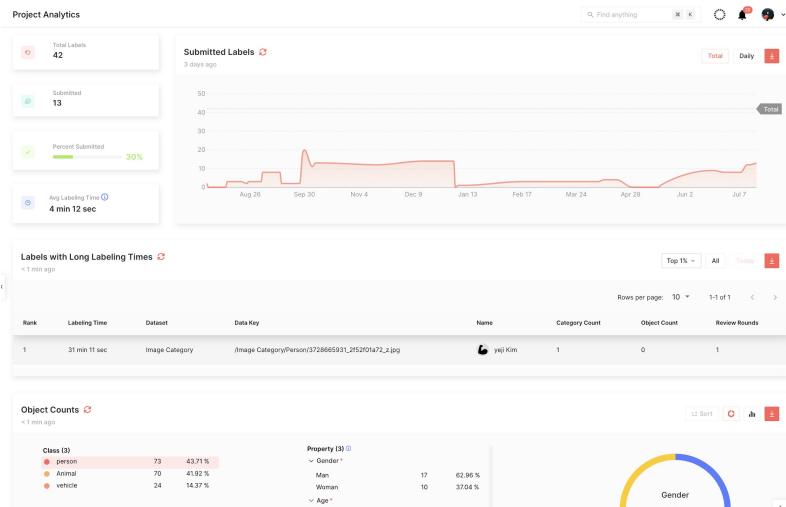 Project Analytics
Find anything
⌘ K
Total Labels
42
Submitted
13
Percent Submitted
30%
Avg Labeling Time
4 min 12 sec
Submitted Labels
3 days ago
Total
Daily
50
40
30
20
10
0
Total
Aug 26
Sep 30
Nov 4
Dec 9
Jan 13
Feb 17
Mar 24
Apr 28
Jun 2
Jul 7
Labels with Long Labeling Times
< 1 min ago
Top 1%
All
Today
Rows per page: 10 1-1 of 1
Rank Labeling Time Dataset Data Key Name Category Count Object Count Review Rounds
1 31 min 11 sec Image Category /Image Category/Person/3728665931_2f52f01a72_z.jpg yeji Kim 1 0 1
Object Counts
< 1 min ago
Sort
Class (3)
person 73 43.71 %
Animal 70 41.92 %
vehicle 24 14.37 %
Property (3)
Gender *
Man 17 62.96 %
Woman 10 37.04 %
Age *
Gender